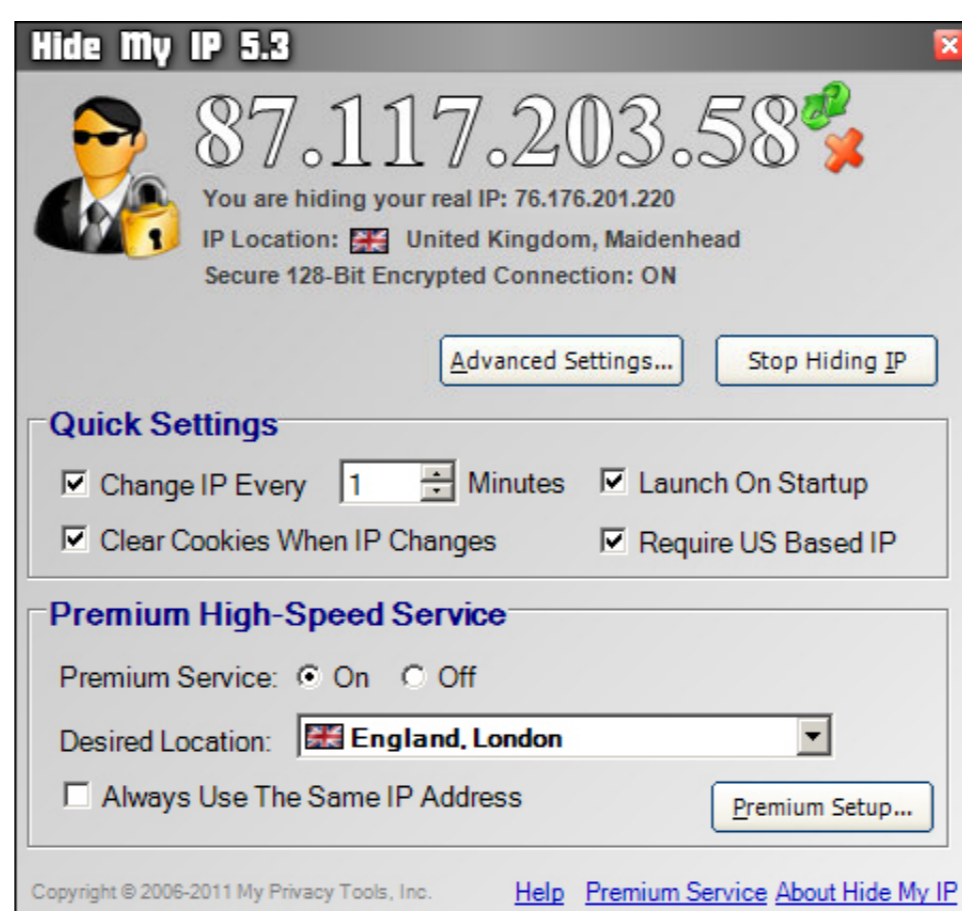 Hide My IP 5.3
87.117.203.58
You are hiding your real IP: 76.176.201.220
IP Location: United Kingdom, Maidenhead
Secure 128-Bit Encrypted Connection: ON
Advanced Settings... Stop Hiding IP
Quick Settings
Change IP Every 1 Minutes Launch On Startup
Clear Cookies When IP Changes Require US Based IP
Premium High-Speed Service
Premium Service: On Off
Desired Location: England, London
Always Use The Same IP Address Premium Setup...
Copyright © 2006-2011 My Privacy Tools, Inc. Help Premium Service About Hide My IP